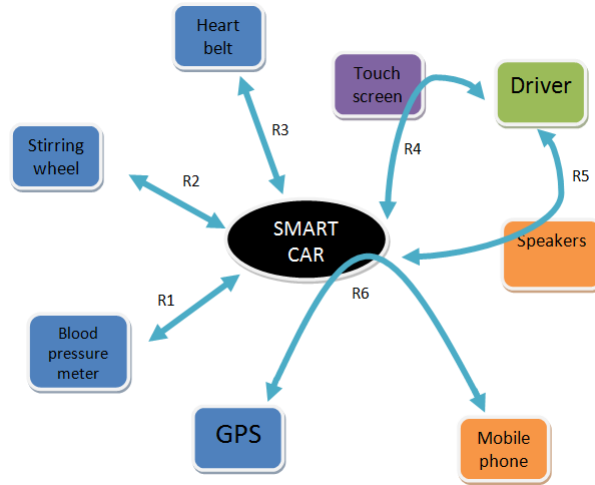 Heart
belt
Touch
screen
Driver
R3
R4
Stirring
wheel
R2
R5
SMART
CAR
Speakers
R1
R6
Blood
pressure
meter
GPS
Mobile
phone